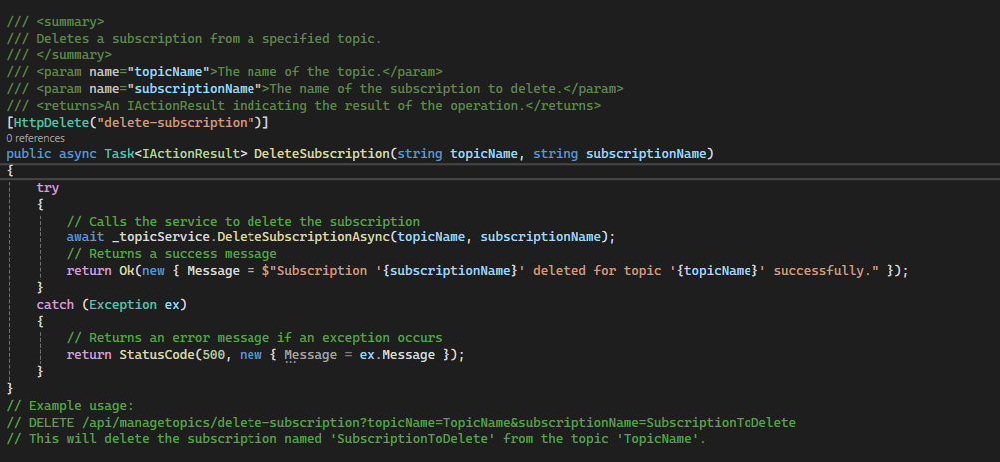 /// <summary>
/// Deletes a subscription from a specified topic.
/// </summary>
/// <param name="topicName">The name of the topic.</param>
/// <param name="subscriptionName">The name of the subscription to delete.</param>
/// <returns>An IActionResult indicating the result of the operation.</returns>
[HttpDelete("delete-subscription")]
0 references
public async Task<IActionResult> DeleteSubscription(string topicName, string subscriptionName)
{
    try
    {
        // Calls the service to delete the subscription
        await _topicService.DeleteSubscriptionAsync(topicName, subscriptionName);
        // Returns a success message
        return Ok(new { Message = $"Subscription '{subscriptionName}' deleted for topic '{topicName}' successfully." });
    }
    catch (Exception ex)
    {
        // Returns an error message if an exception occurs
        return StatusCode(500, new { Message = ex.Message });
    }
}
// Example usage:
// DELETE /api/managetopics/delete-subscription?topicName=TopicName&subscriptionName=SubscriptionToDelete
// This will delete the subscription named 'SubscriptionToDelete' from the topic 'TopicName'.